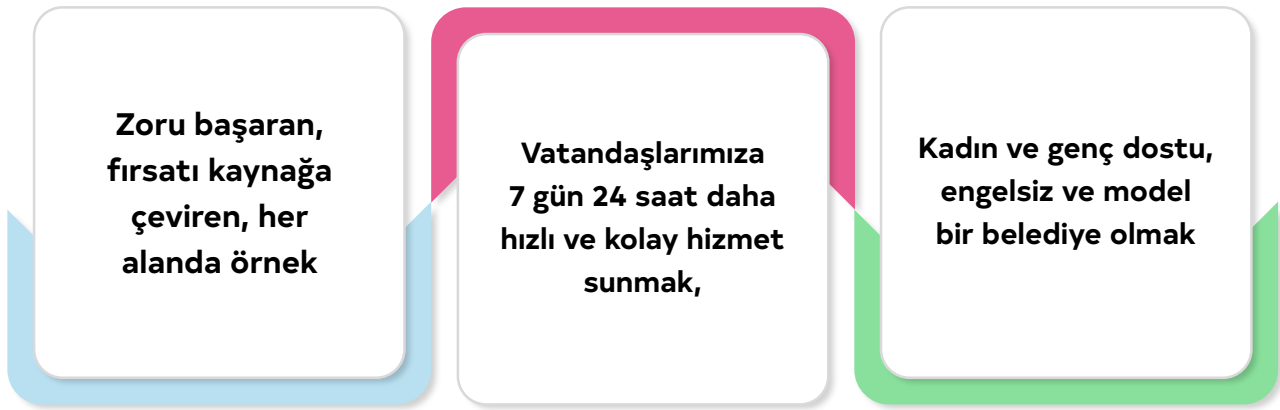 Zoru başaran,
fırsatı kaynağa
çeviren, her
alanda örnek
Vatandaşlarımıza
7 gün 24 saat daha
hızlı ve kolay hizmet
sunmak,
Kadın ve genç dostu,
engelsiz ve model
bir belediye olmak